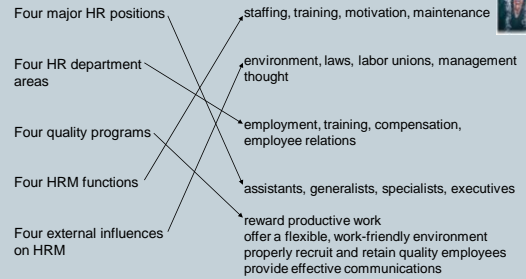 Four major HR positions
Four HR department
areas
Four quality programs
Four HRM functions
Four external influences
on HRM
staffing, training, motivation, maintenance
environment, laws, labor unions, management
thought
employment, training, compensation,
employee relations
assistants, generalists, specialists, executives
reward productive work
offer a flexible, work-friendly environment
properly recruit and retain quality employees
provide effective communications